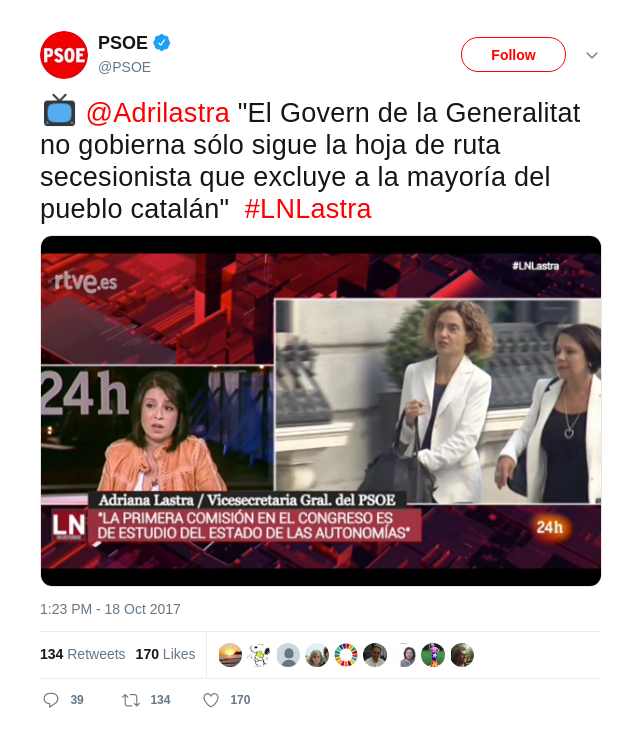 PSOE
PSOE
@PSOE
Follow
@Adrilastra "El Govern de la Generalitat
no gobierna sólo sigue la hoja de ruta
secesionista que excluye a la mayoría del
pueblo catalán" #LNLastra
#LNLastra
rtve.es
24h
Adriana Lastra / Vicesecretaria Gral. del PSOE
LN
"LA PRIMERA COMISIÓN EN EL CONGRESO ES
DE ESTUDIO DEL ESTADO DE LAS AUTONOMÍAS"
24h
1:23 PM - 18 Oct 2017
134 Retweets 170 Likes
39 134 170